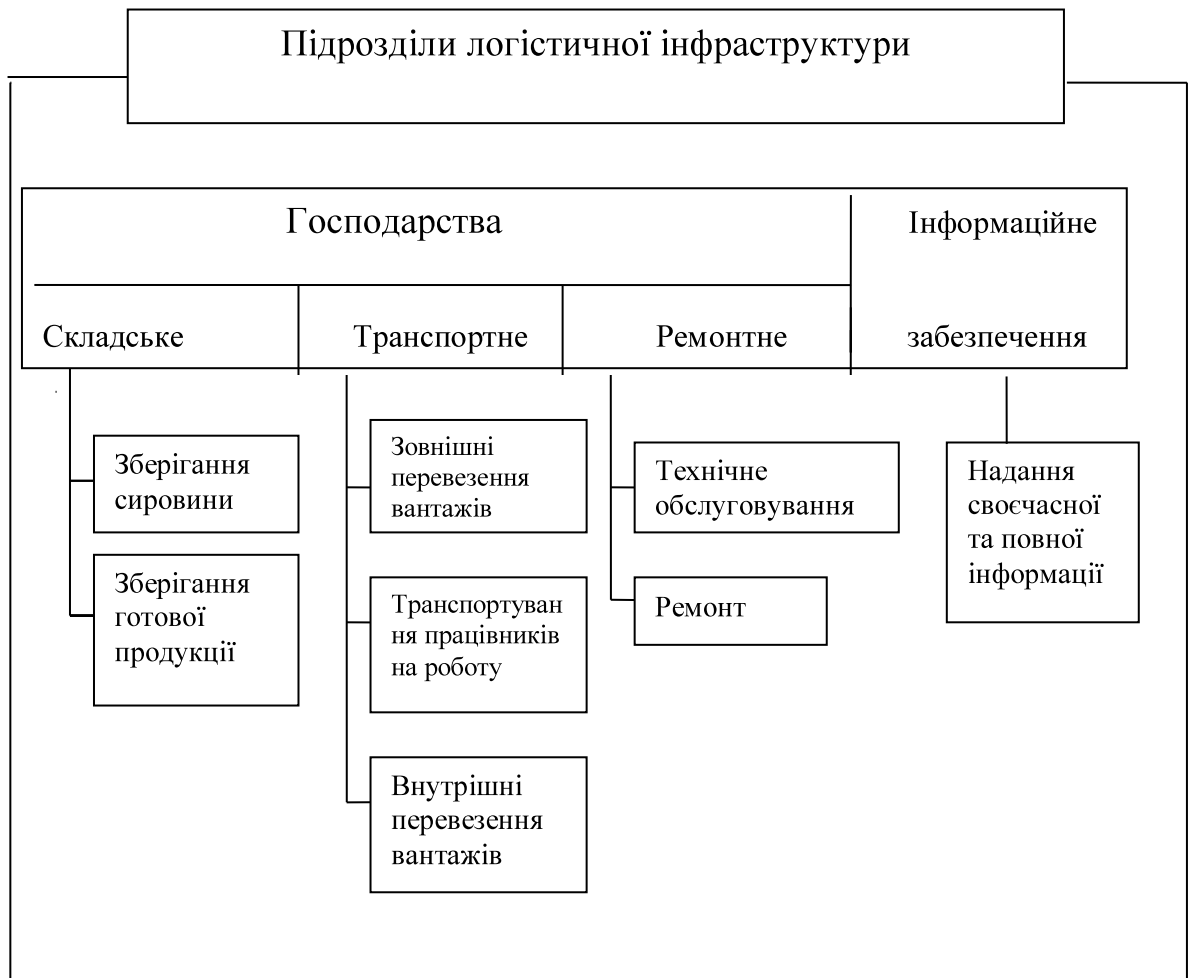 Підрозділи логістичної інфраструктури
Господарства
Інформаційне
Складське
Транспортне
Ремонтне
забезпечення
Зберігання
сировини
Зберігання
готової
продукції
Зовнішні
перевезення
вантажів
Транспортуван
ня працівників
на роботу
Внутрішні
перевезення
вантажів
Технічне
обслуговування
Ремонт
Надання
своєчасної
та повної
інформації